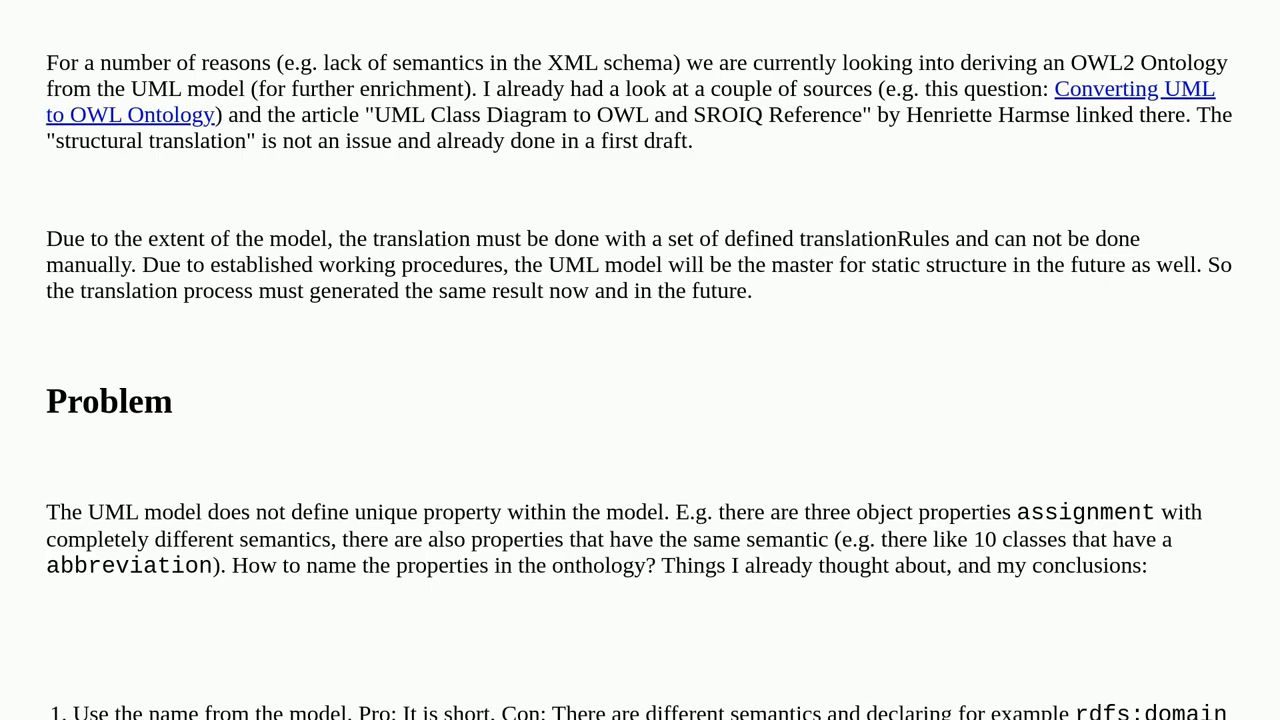 For a number of reasons (e.g. lack of semantics in the XML schema) we are currently looking into deriving an OWL2 Ontology
from the UML model (for further enrichment). I already had a look at a couple of sources (e.g. this question: Converting UML
to OWL Ontology) and the article "UML Class Diagram to OWL and SROIQ Reference" by Henriette Harmse linked there. The
"structural translation" is not an issue and already done in a first draft.
Due to the extent of the model, the translation must be done with a set of defined translationRules and can not be done
manually. Due to established working procedures, the UML model will be the master for static structure in the future as well. So
the translation process must generated the same result now and in the future.
Problem
The UML model does not define unique property within the model. E.g. there are three object properties assignment with
completely different semantics, there are also properties that have the same semantic (e.g. there like 10 classes that have a
abbreviation). How to name the properties in the onthology? Things I already thought about, and my conclusions:
1. Use the name from the model. Pro: It is short. Con: There are different semantics and declaring for example rdfs:domain